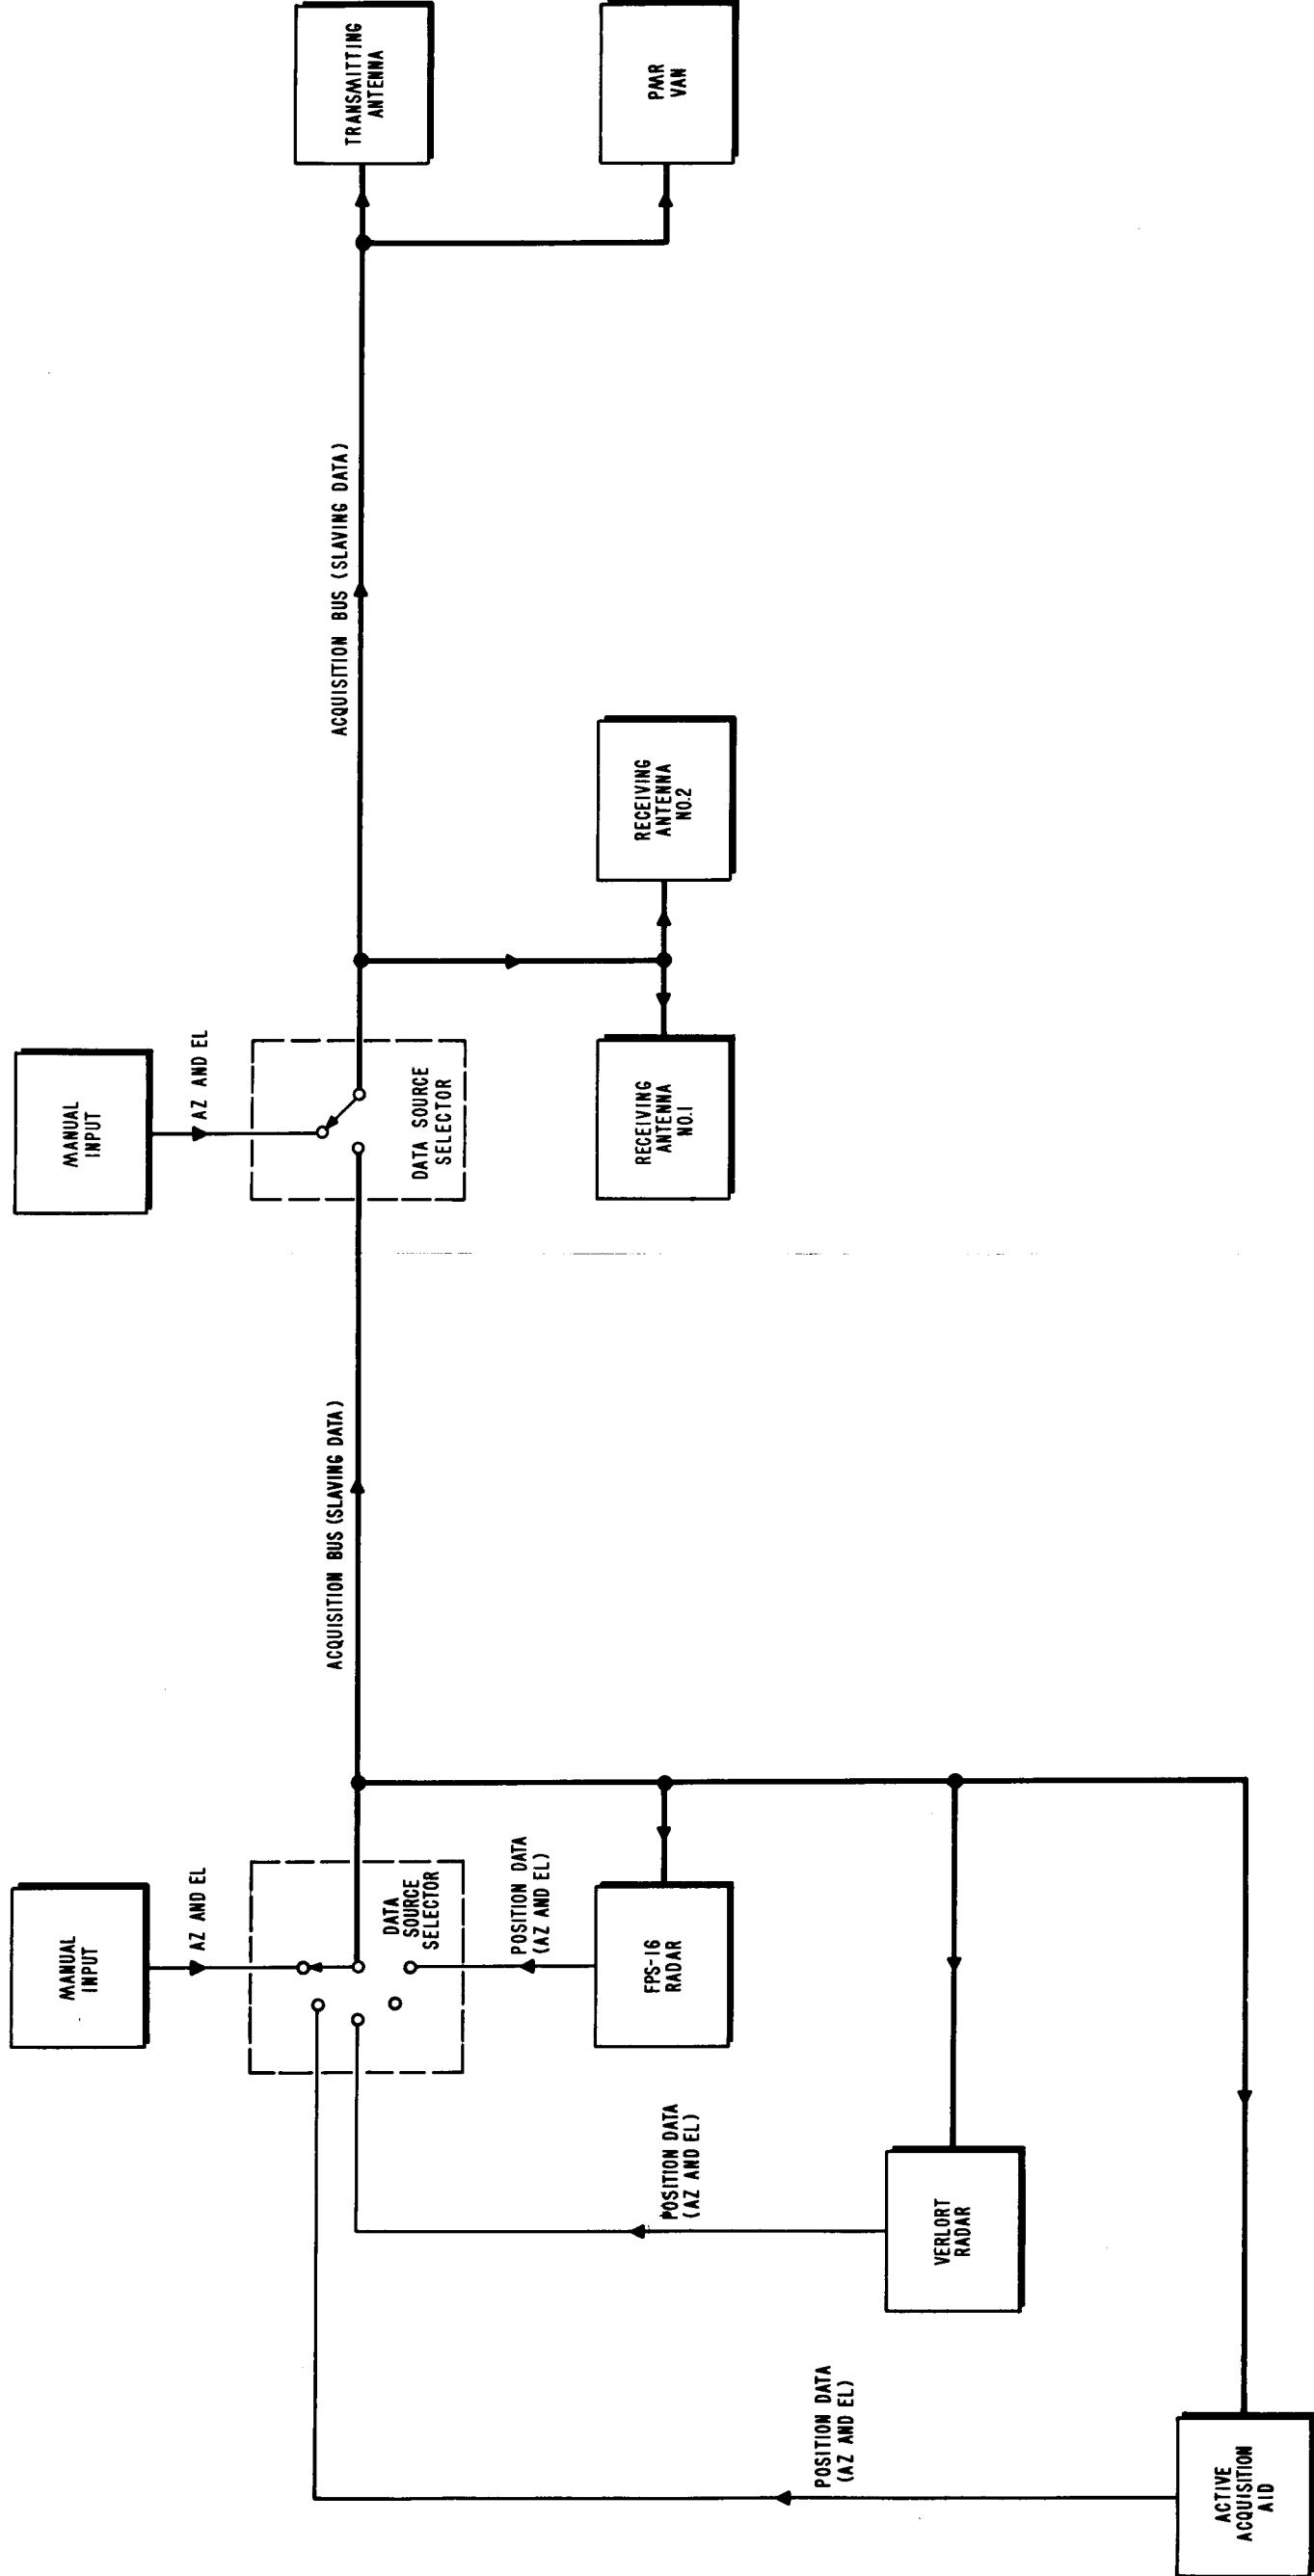 MANUAL
INPUT
AZ AND EL
DATA
SOURCE
SELECTOR
POSITION DATA
(AZ AND EL)
FPS-16
RADAR
POSITION DATA
(AZ AND EL)
VERLORT
RADAR
POSITION DATA
(AZ AND EL)
ACTIVE
ACQUISITION
AID
ACQUISITION BUS (SLAVING DATA)
MANUAL
INPUT
AZ AND EL
DATA SOURCE
SELECTOR
RECEIVING
ANTENNA
NO.1
RECEIVING
ANTENNA
NO.2
ACQUISITION BUS (SLAVING DATA)
TRANSMITTING
ANTENNA
PMR
VAN